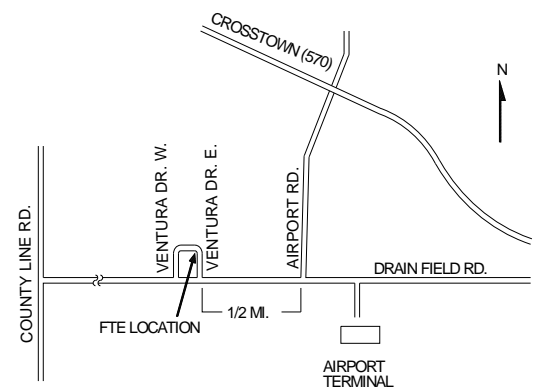 CROSSTOWN (570)
N
COUNTY LINE RD.
VENTURA DR. W.
VENTURA DR. E.
AIRPORT RD.
DRAIN FIELD RD.
1/2 MI.
FTE LOCATION
AIRPORT
TERMINAL